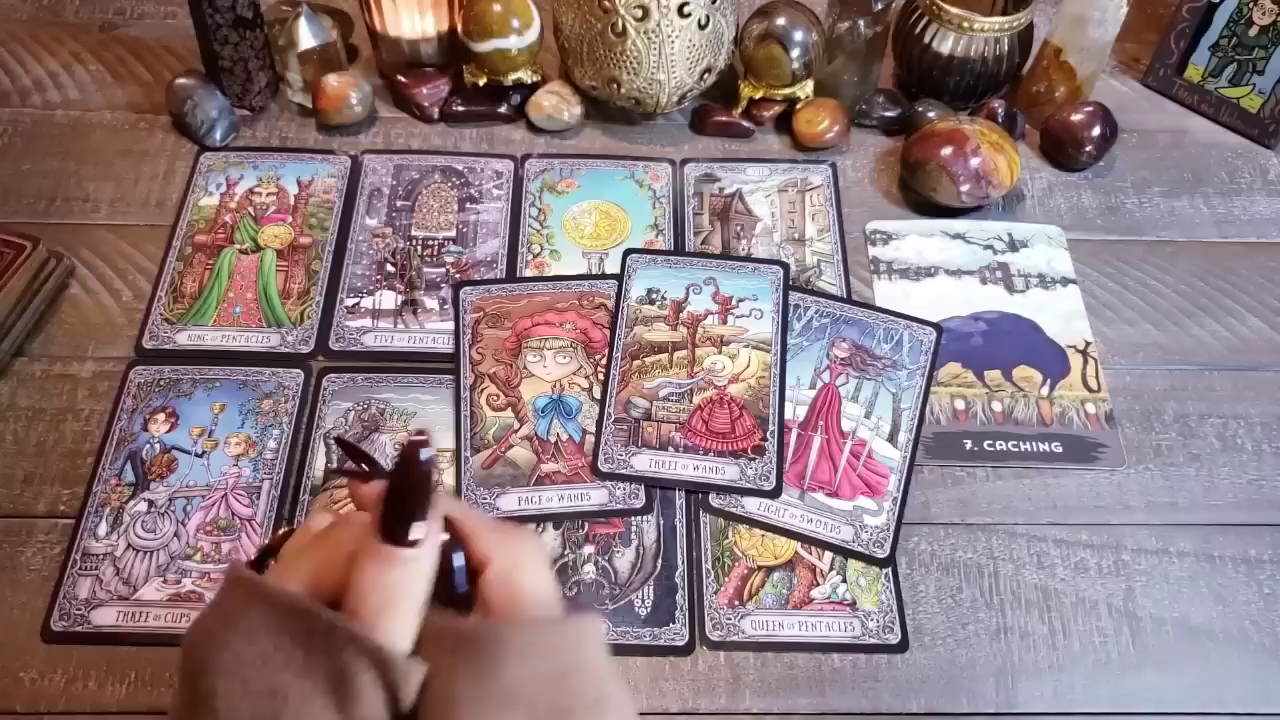 VII
KING OF PENTACLES
FIVE OF PENTACLES
PAGE OF WANDS
THREE OF WANDS
EIGHT OF SWORDS
7. CACHING
THREE OF CUPS
QUEEN OF PENTACLES